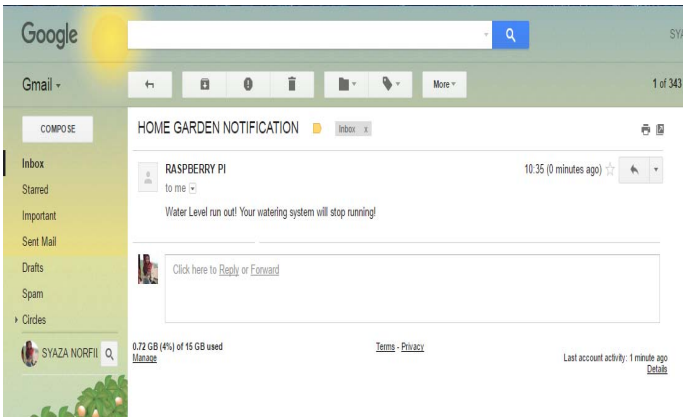 Google
SYA
Gmail
More
1 of 343
COMPOSE
HOME GARDEN NOTIFICATION
Inbox x
Inbox
Starred
Important
Sent Mail
Drafts
Spam
Circles
RASPBERRY PI
10:35 (0 minutes ago)
to me
Water Level run out! Your watering system will stop running!
Click here to Reply or Forward
SYAZA NORFIL
0.72 GB (4%) of 15 GB used
Manage
Terms - Privacy
Last account activity: 1 minute ago
Details